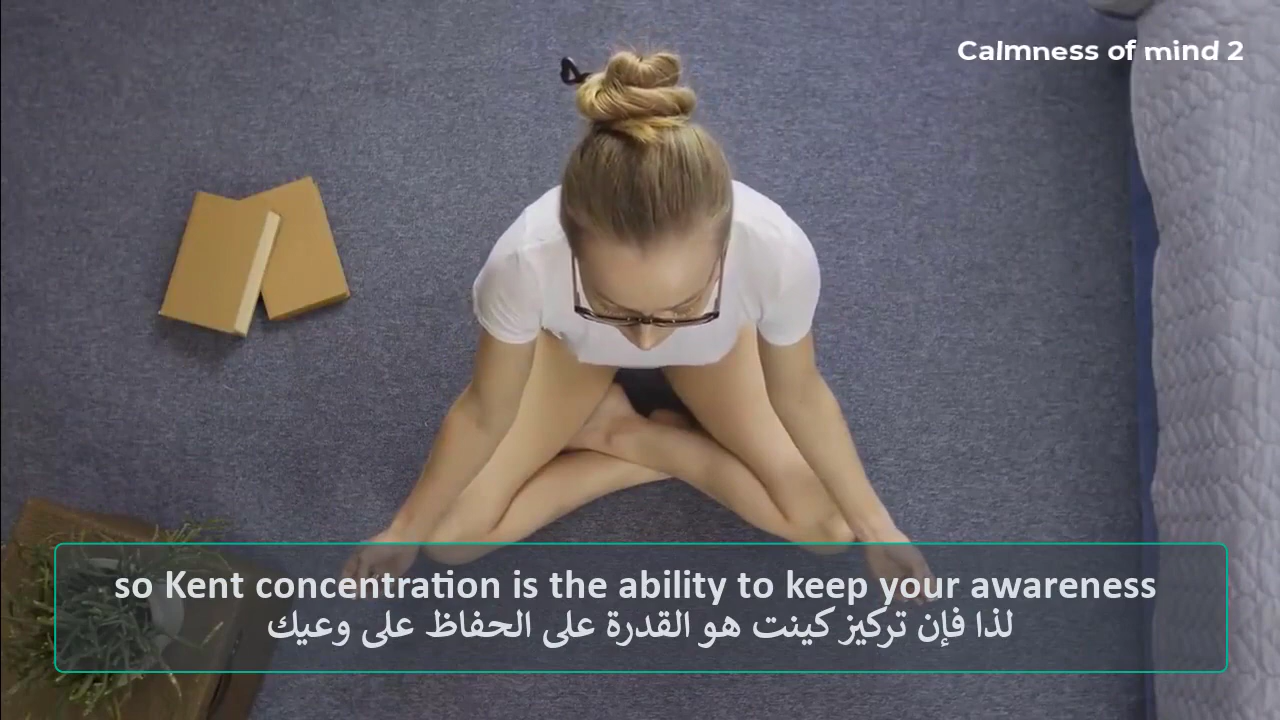 Calmness of mind 2
so Kent concentration is the ability to keep your awareness
لذا فإن تركيز كينت هو القدرة على الحفاظ على وعيك